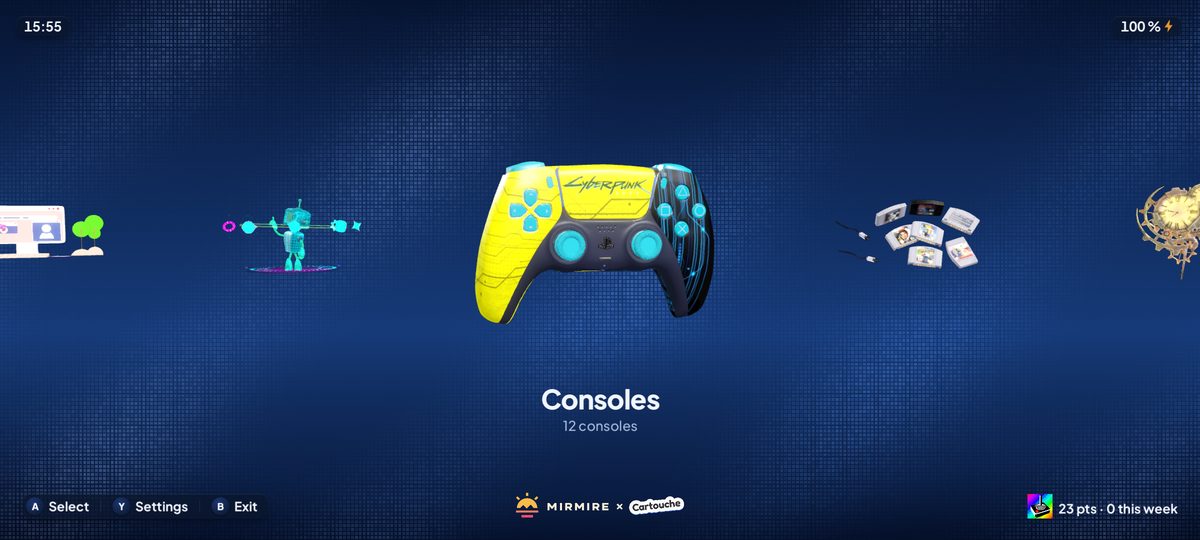 15:55
100 %
Cyberpunk
Consoles
12 consoles
A Select
Y Settings
B Exit
MIRMIRE × Cartouche
23 pts · 0 this week